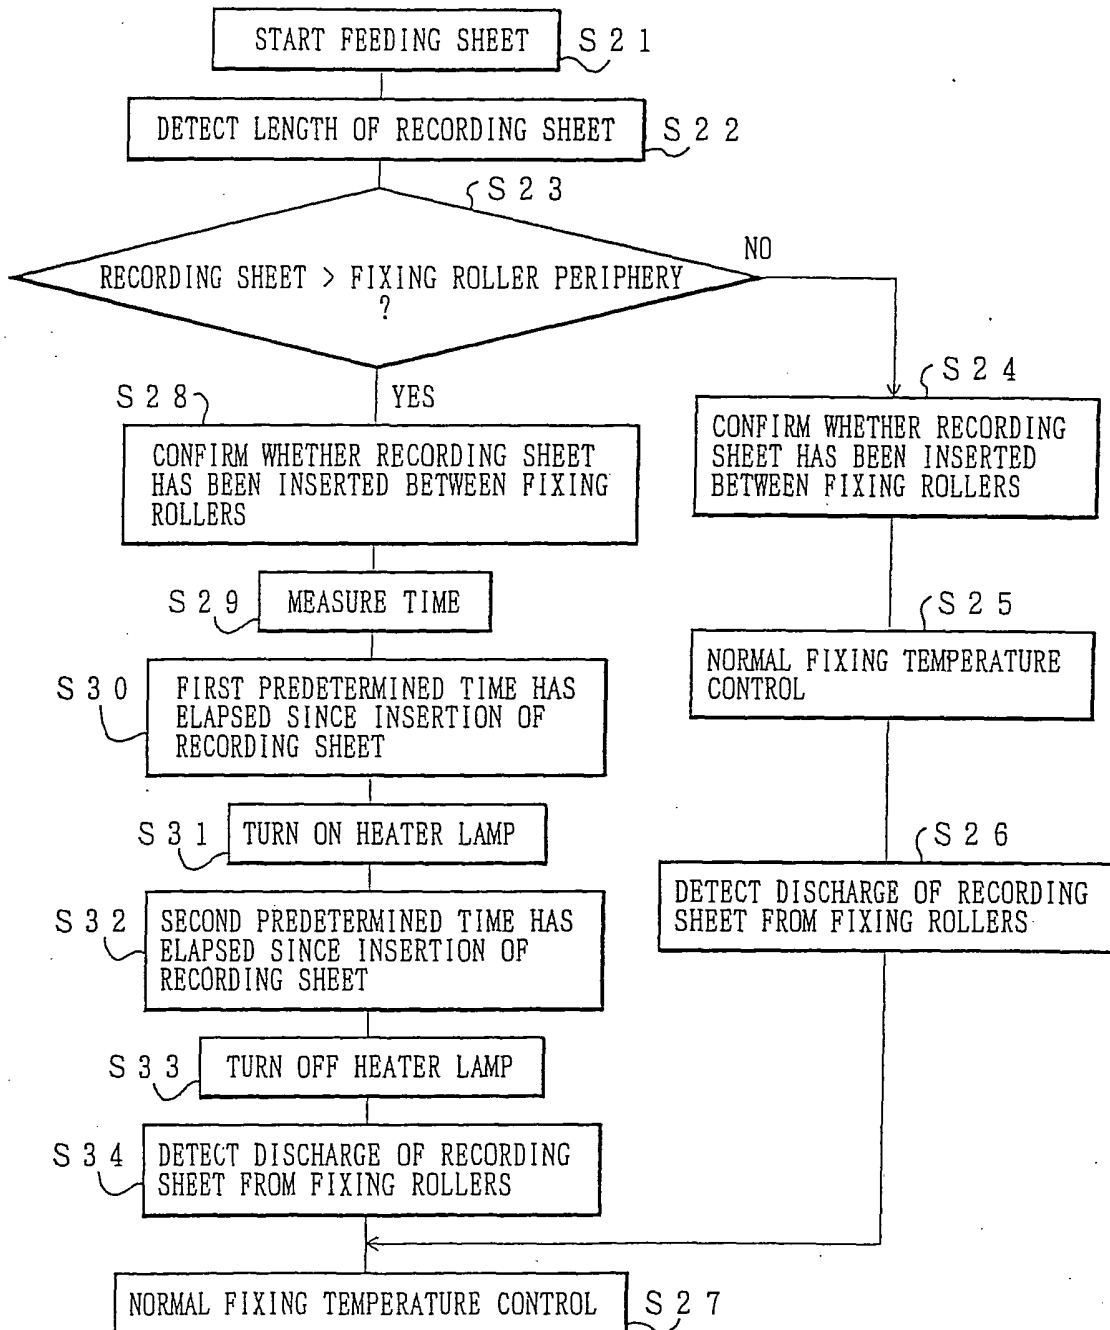 START FEEDING SHEET
S21
DETECT LENGTH OF RECORDING SHEET
S22
S23
RECORDING SHEET > FIXING ROLLER PERIPHERY
?
NO
YES
S28
CONFIRM WHETHER RECORDING SHEET
HAS BEEN INSERTED BETWEEN FIXING
ROLLERS
S29
MEASURE TIME
S30
FIRST PREDETERMINED TIME HAS
ELAPSED SINCE INSERTION OF
RECORDING SHEET
S31
TURN ON HEATER LAMP
S32
SECOND PREDETERMINED TIME HAS
ELAPSED SINCE INSERTION OF
RECORDING SHEET
S33
TURN OFF HEATER LAMP
S34
DETECT DISCHARGE OF RECORDING
SHEET FROM FIXING ROLLERS
S24
CONFIRM WHETHER RECORDING
SHEET HAS BEEN INSERTED
BETWEEN FIXING ROLLERS
S25
NORMAL FIXING TEMPERATURE
CONTROL
S26
DETECT DISCHARGE OF RECORDING
SHEET FROM FIXING ROLLERS
NORMAL FIXING TEMPERATURE CONTROL
S27